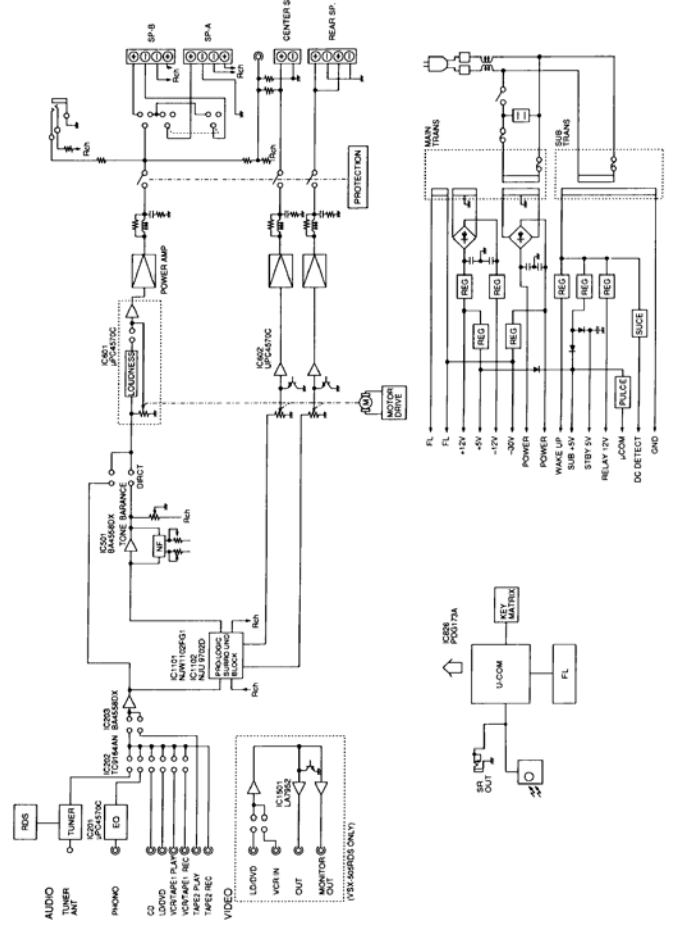 AUDIO
TUNER
ANT
RDS
TUNER
PHONO
IC201
µPC4570C
EQ
CD
LD/DVD
VCR/TAPE1 PLAY
VCR/TAPE1 REC
TAPE2 PLAY
TAPE2 REC
IC202
TC9164AN
IC203
BA4558DX
VIDEO
LD/DVD
VCR IN
OUT
MONITOR
OUT
IC1501
LA7952
(VSX-505RDS ONLY)
IC1101
NJW1102FG1
IC1102
NJU 9702D
PRO-LOGIC
SURRO UND
BLOCK
Rch
Rch
IC501
BA4558DX
TONE BARANCE
NF
Rch
DIRCT
IC601
µPC4570C
LOUDNESS
POWER AMP
IC602
UPC4570C
M
MOTOR
DRIVE
PROTECTION
Rch
Rch
SP-B
SP-A
Rch
Rch
CENTER S
REAR SP.
SR
OUT
IC826
PDG173A
U-COM
KEY
MATRIX
FL
MAIN
TRANS
SUB
TRANS
REG
REG
REG
REG
REG
REG
REG
SUCE
PULCE
FL
FL
+12V
+5V
-12V
-30V
POWER
POWER
WAKE UP
SUB +5V
STBY 5V
RELAY 12V
µCOM
DC DETECT
GND